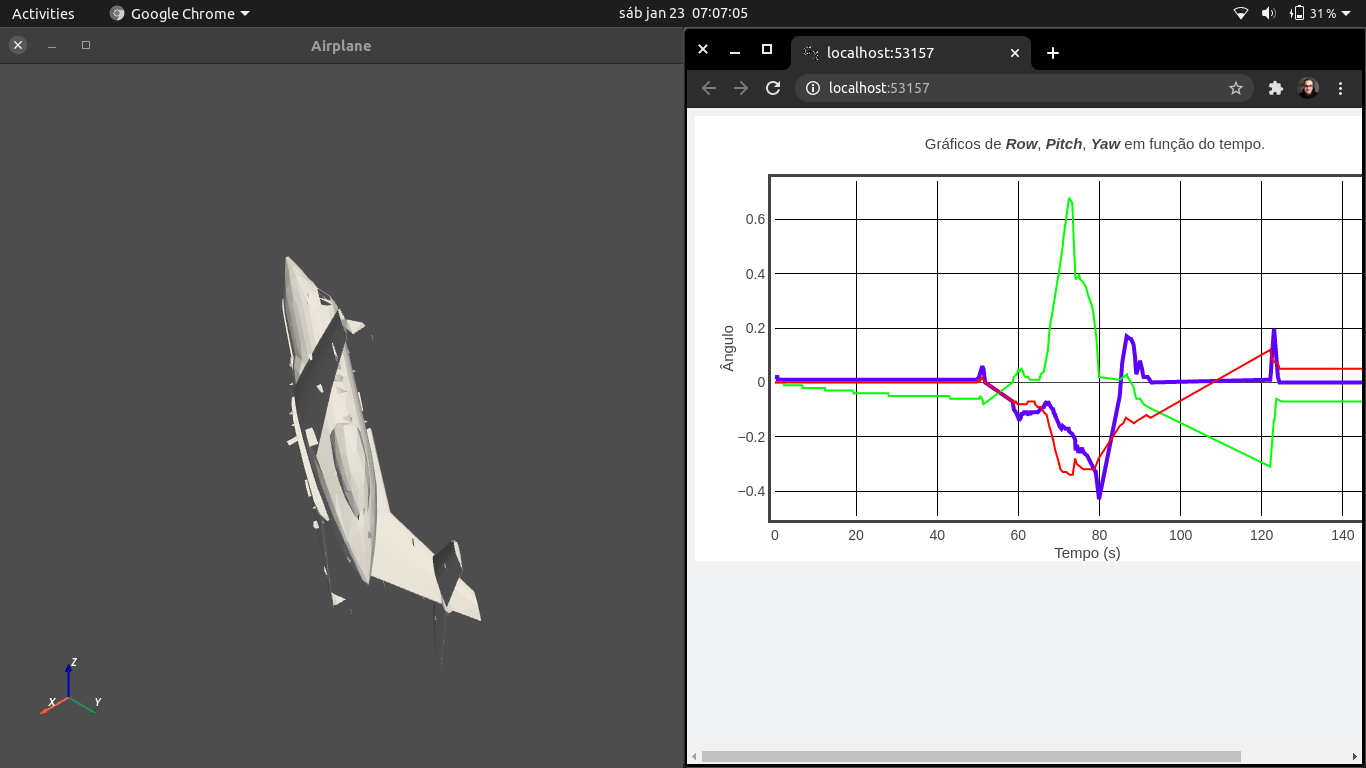 Activities
Google Chrome
sáb jan 23 07:07:05
31 %
Airplane
Z
X
Y
localhost:53157
localhost:53157
Gráficos de Row, Pitch, Yaw em função do tempo.
0.6
0.4
0.2
0
−0.2
−0.4
Ângulo
0 20 40 60 80 100 120 140
Tempo (s)